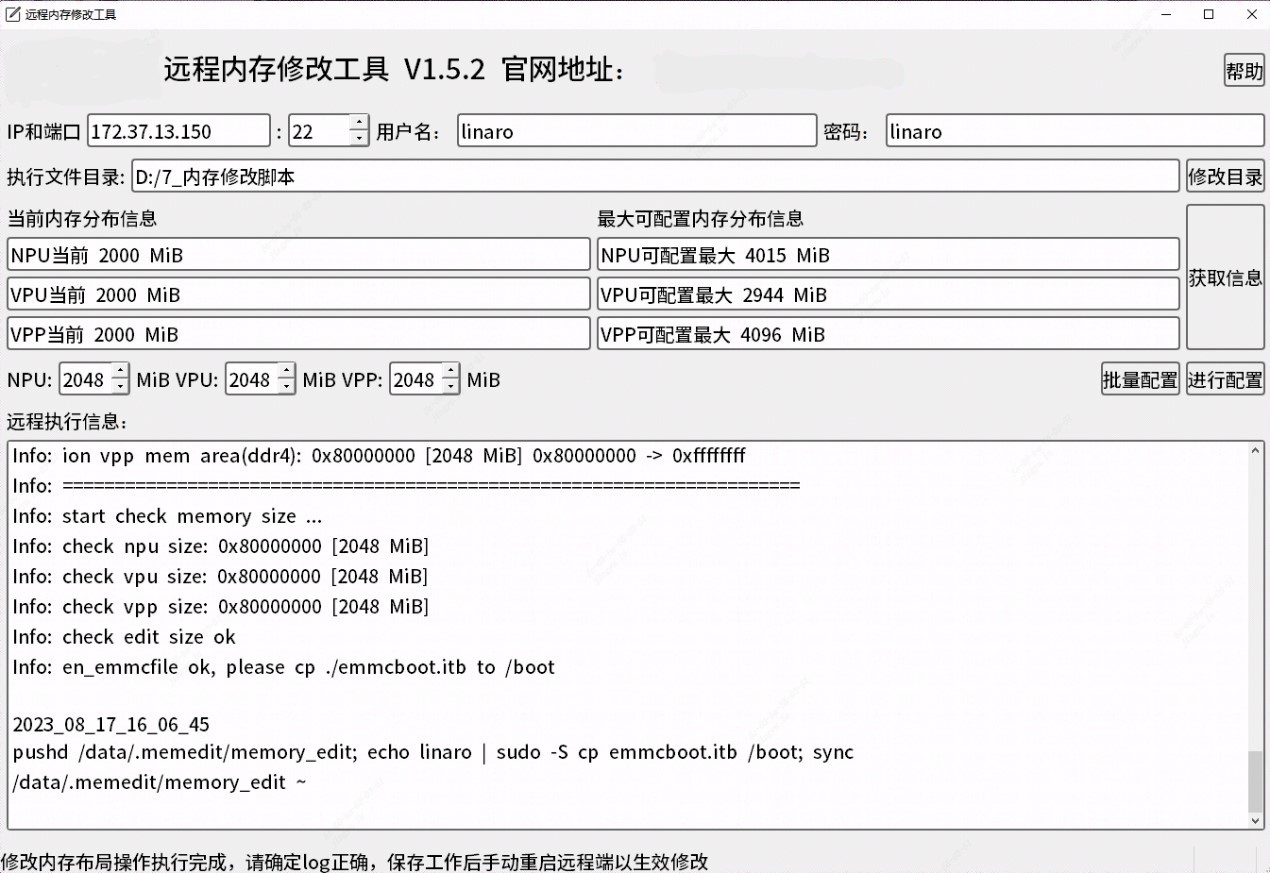 远程内存修改工具
远程内存修改工具 V1.5.2 官网地址：
帮助
IP和端口 172.37.13.150 : 22 用户名： linaro 密码： linaro
执行文件目录: D:/7_内存修改脚本 修改目录
当前内存分布信息 最大可配置内存分布信息
NPU当前 2000 MiB NPU可配置最大 4015 MiB
VPU当前 2000 MiB VPU可配置最大 2944 MiB
获取信息
VPP当前 2000 MiB VPP可配置最大 4096 MiB
NPU: 2048 MiB VPU: 2048 MiB VPP: 2048 MiB 批量配置 进行配置
远程执行信息：
Info: ion vpp mem area(ddr4): 0x80000000 [2048 MiB] 0x80000000 -> 0xffffffff
Info: =======================================================================
Info: start check memory size ...
Info: check npu size: 0x80000000 [2048 MiB]
Info: check vpu size: 0x80000000 [2048 MiB]
Info: check vpp size: 0x80000000 [2048 MiB]
Info: check edit size ok
Info: en_emmcfile ok, please cp ./emmcboot.itb to /boot
2023_08_17_16_06_45
pushd /data/.memedit/memory_edit; echo linaro | sudo -S cp emmcboot.itb /boot; sync
/data/.memedit/memory_edit ~
修改内存布局操作执行完成，请确定log正确，保存工作后手动重启远程端以生效修改